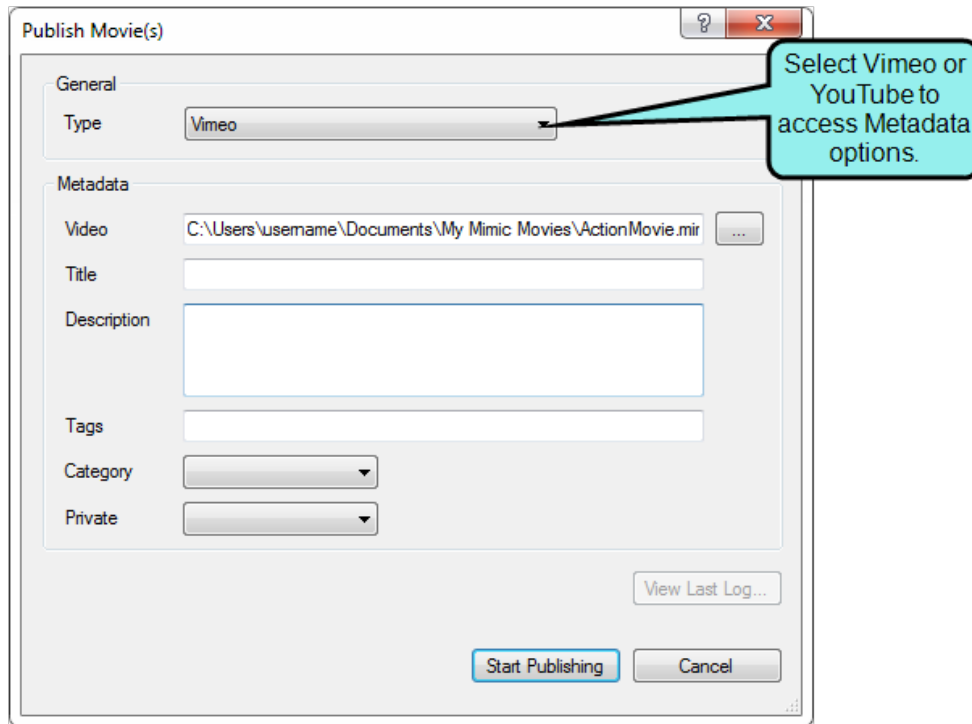 Publish Movie(s)
Select Vimeo or
YouTube to
access Metadata
options.
General
Type
Vimeo
Metadata
Video
C:\Users\username\Documents\My Mimic Movies\ActionMovie.mir
...
Title
Description
Tags
Category
Private
View Last Log...
Start Publishing
Cancel